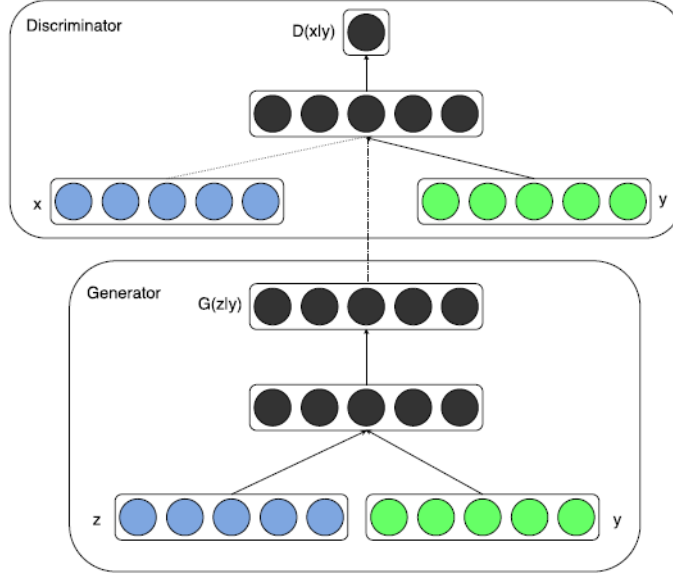 Discriminator
D(x|y)
x
y
Generator
G(z|y)
z
y